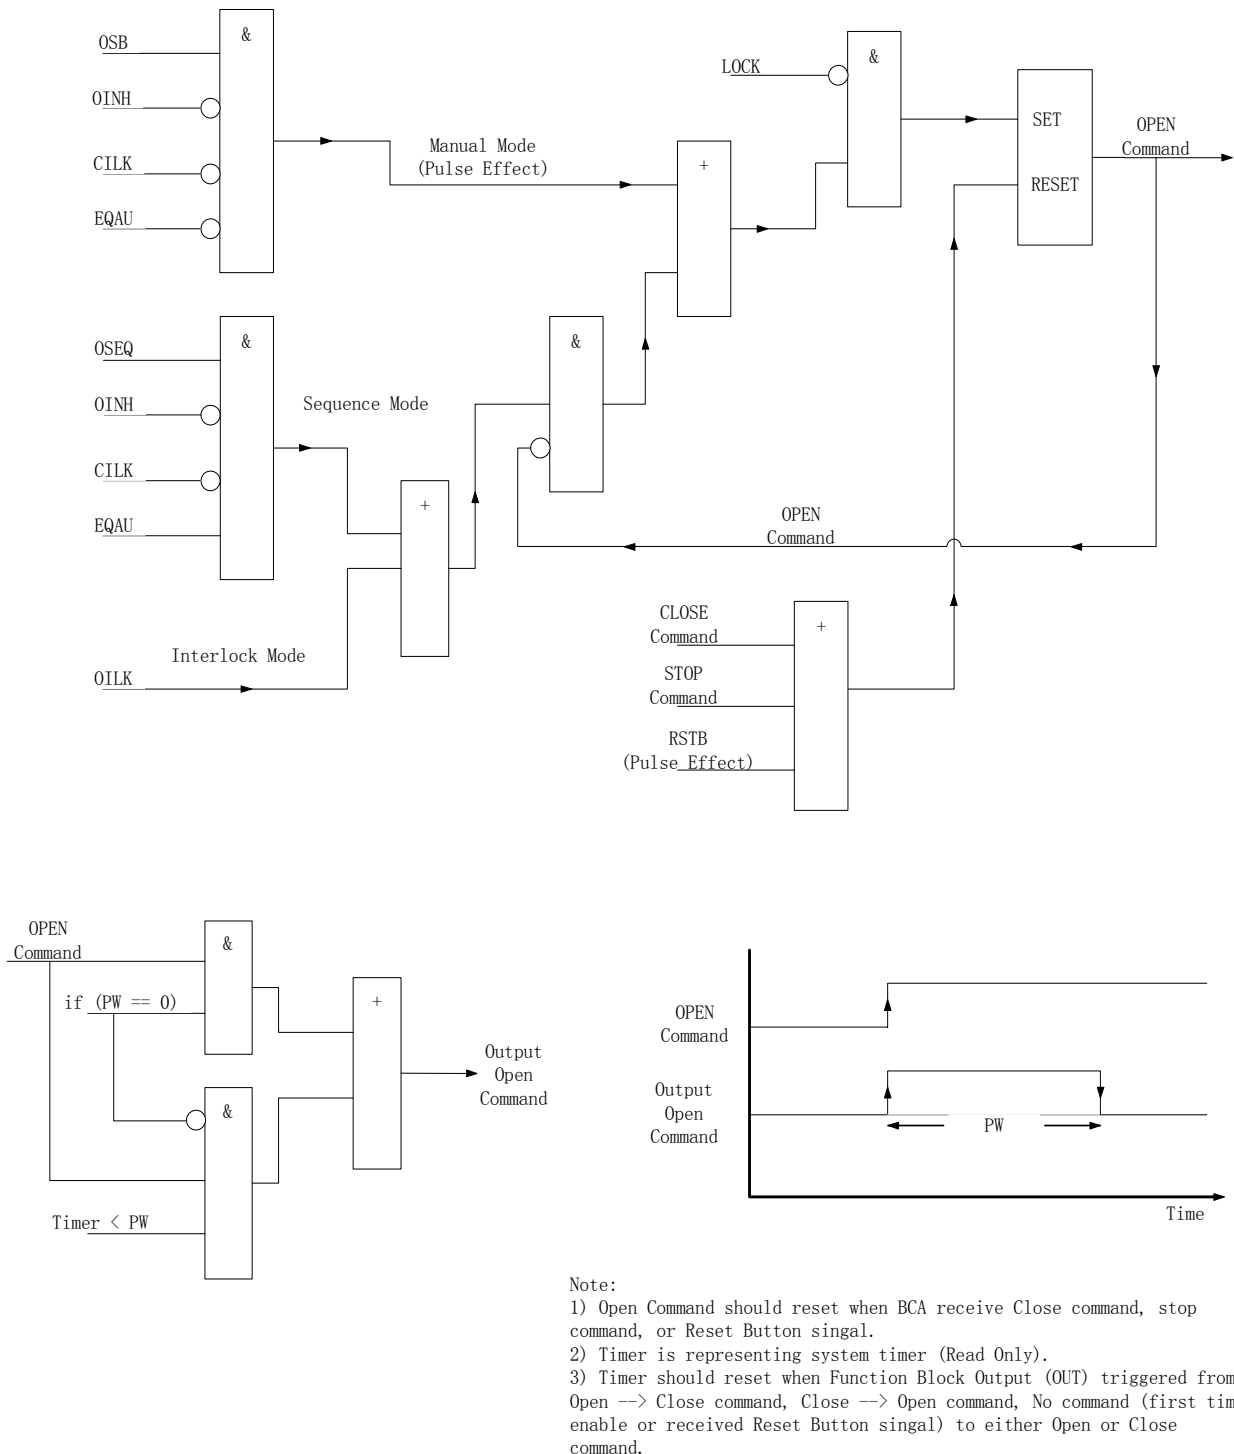 OSB
&
OINH
CILK
EQAU
Manual Mode
(Pulse Effect)
+
LOCK
&
SET
RESET
OPEN
Command
OSEQ
&
OINH
CILK
EQAU
Sequence Mode
&
+
Interlock Mode
OILK
OPEN
Command
CLOSE
Command
STOP
Command
RSTB
(Pulse Effect)
+
OPEN
Command
&
if (PW == 0)
&
Timer < PW
+
Output
Open
Command
OPEN
Command
Output
Open
Command
PW
Time
Note:
1) Open Command should reset when BCA receive Close command, stop
command, or Reset Button singal.
2) Timer is representing system timer (Read Only).
3) Timer should reset when Function Block Output (OUT) triggered from
Open --> Close command, Close --> Open command, No command (first tim
enable or received Reset Button singal) to either Open or Close
command.